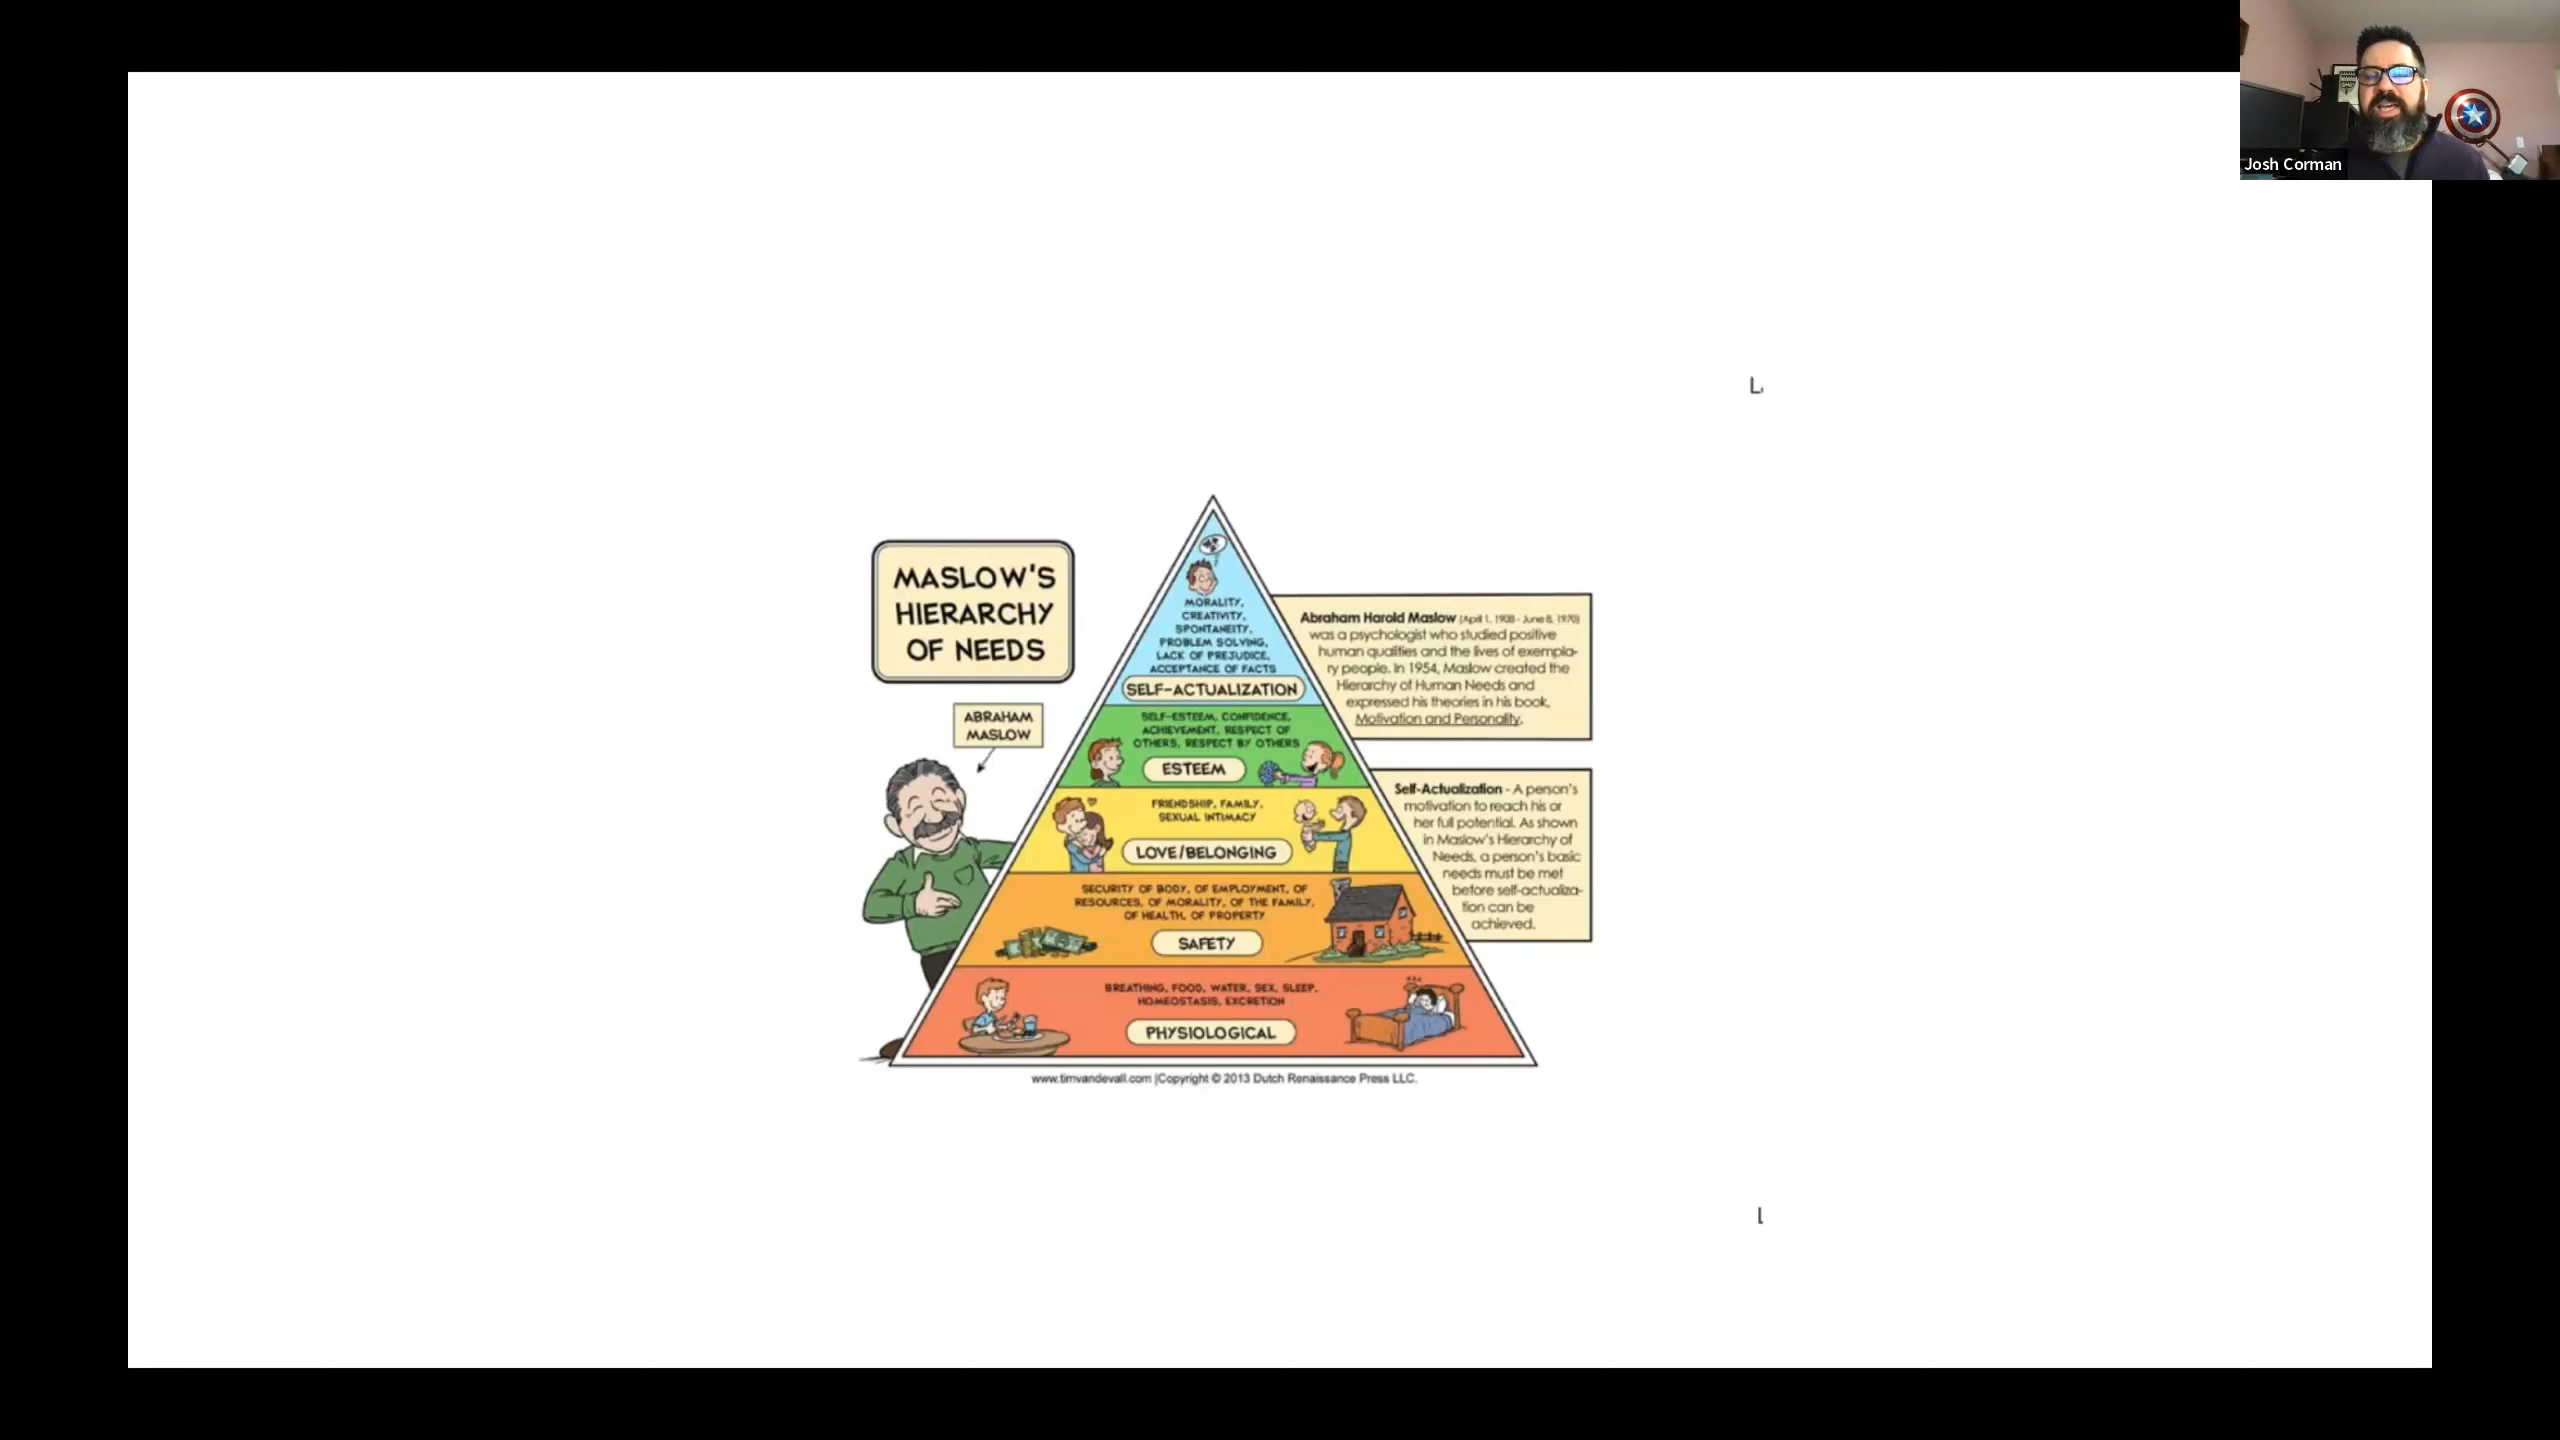 Josh Corman
L
MASLOW'S
HIERARCHY
OF NEEDS
ABRAHAM
MASLOW
MORALITY,
CREATIVITY,
SPONTANEITY,
PROBLEM SOLVING,
LACK OF PREJUDICE,
ACCEPTANCE OF FACTS
SELF-ACTUALIZATION
SELF-ESTEEM, CONFIDENCE,
ACHIEVEMENT, RESPECT OF
OTHERS, RESPECT BY OTHERS
ESTEEM
FRIENDSHIP, FAMILY,
SEXUAL INTIMACY
LOVE/BELONGING
SECURITY OF BODY, OF EMPLOYMENT, OF
RESOURCES, OF MORALITY, OF THE FAMILY,
OF HEALTH, OF PROPERTY
SAFETY
BREATHING, FOOD, WATER, SEX, SLEEP,
HOMEOSTASIS, EXCRETION
PHYSIOLOGICAL
Abraham Harold Maslow (April 1, 1908 - June 8, 1970)
was a psychologist who studied positive
human qualities and the lives of exempla-
ry people. In 1954, Maslow created the
Hierarchy of Human Needs and
expressed his theories in his book,
Motivation and Personality.
Self-Actualization - A person's
motivation to reach his or
her full potential. As shown
in Maslow's Hierarchy of
Needs, a person's basic
needs must be met
before self-actualiza-
tion can be
achieved.
www.timvandevall.com |Copyright © 2013 Dutch Renaissance Press LLC.